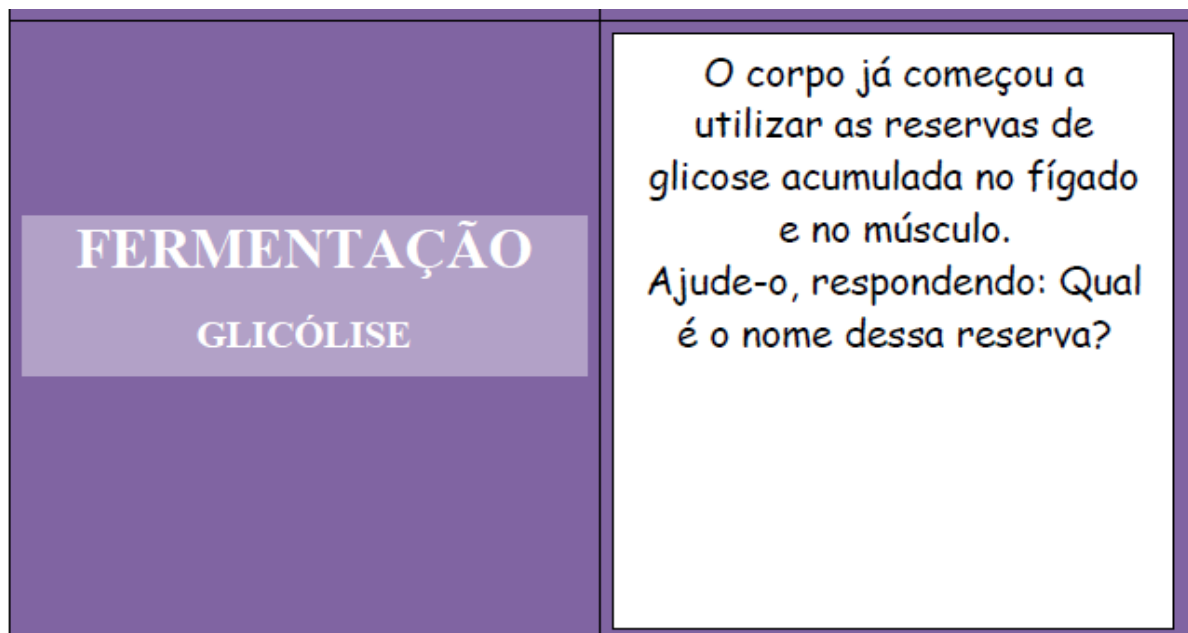 FERMENTAÇÃO
GLICÓLISE
O corpo já começou a
utilizar as reservas de
glicose acumulada no fígado
e no músculo.
Ajude-o, respondendo: Qual
é o nome dessa reserva?